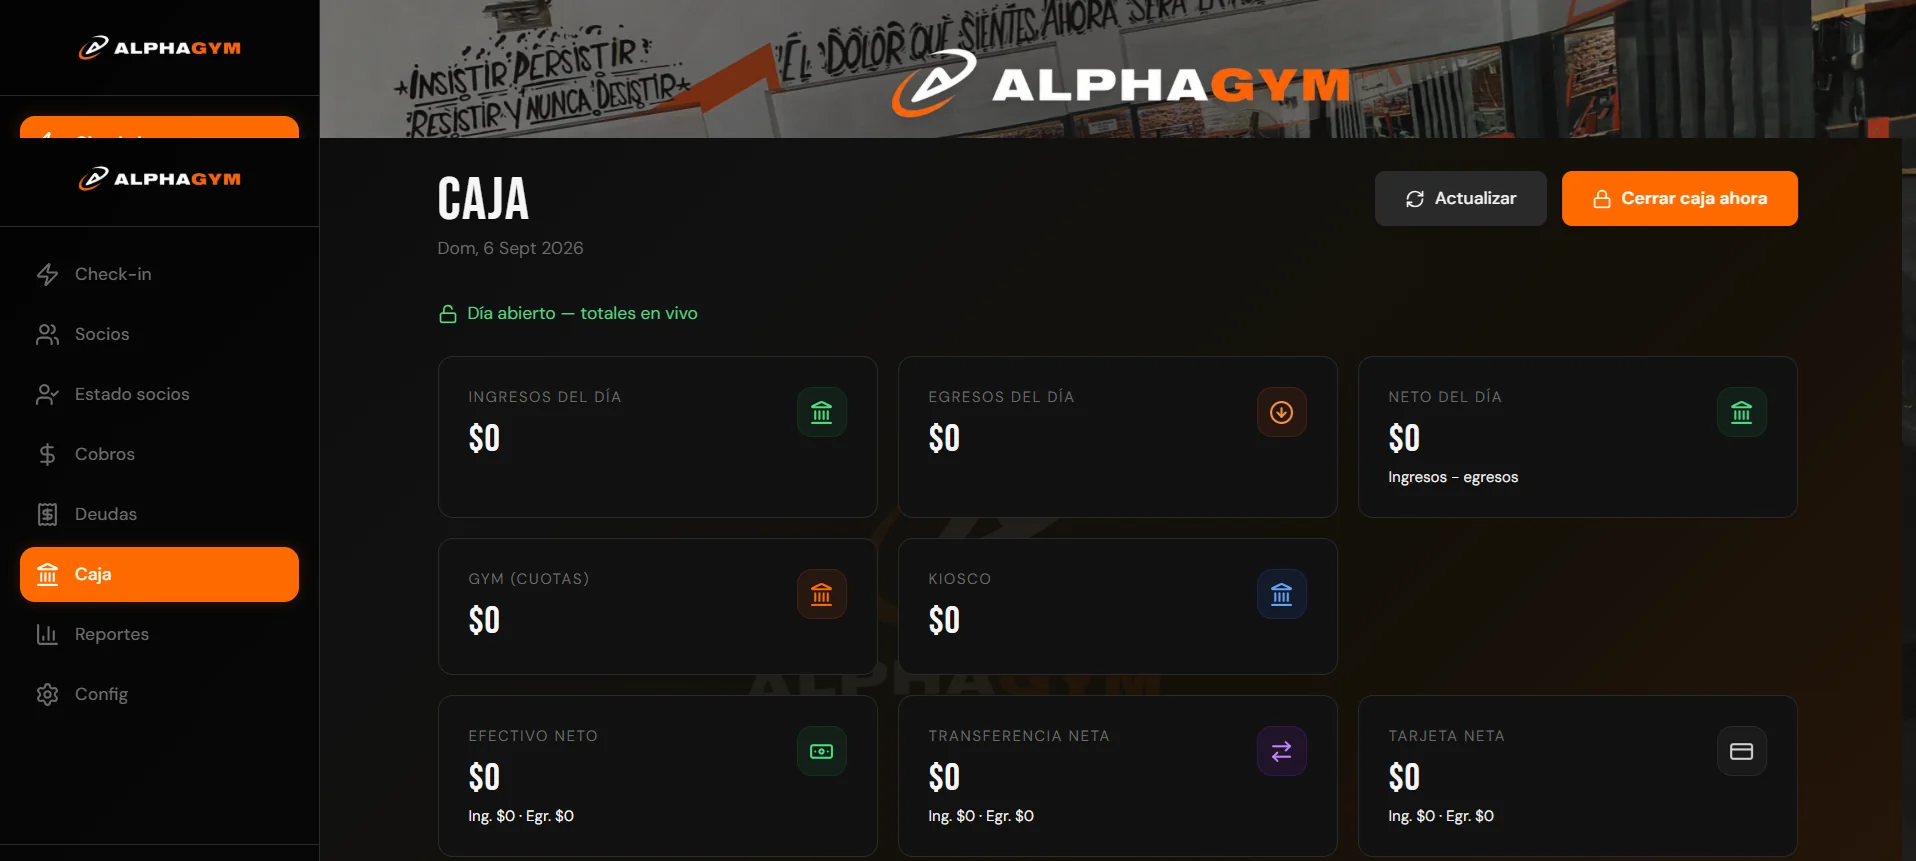 ALPHAGYM
ALPHAGYM
Check-in
Socios
Estado socios
Cobros
Deudas
Caja
Reportes
Config
INSISTIR PERSISTIR
RESISTIR Y NUNCA DESISTIR
EL DOLOR QUE SIENTES AHORA SERÁ
ALPHAGYM
CAJA
Dom, 6 Sept 2026
Actualizar
Cerrar caja ahora
Día abierto — totales en vivo
INGRESOS DEL DÍA
$0
EGRESOS DEL DÍA
$0
NETO DEL DÍA
$0
Ingresos - egresos
GYM (CUOTAS)
$0
KIOSCO
$0
ALPHAGYM
EFECTIVO NETO
$0
Ing. $0 · Egr. $0
TRANSFERENCIA NETA
$0
Ing. $0 · Egr. $0
TARJETA NETA
$0
Ing. $0 · Egr. $0